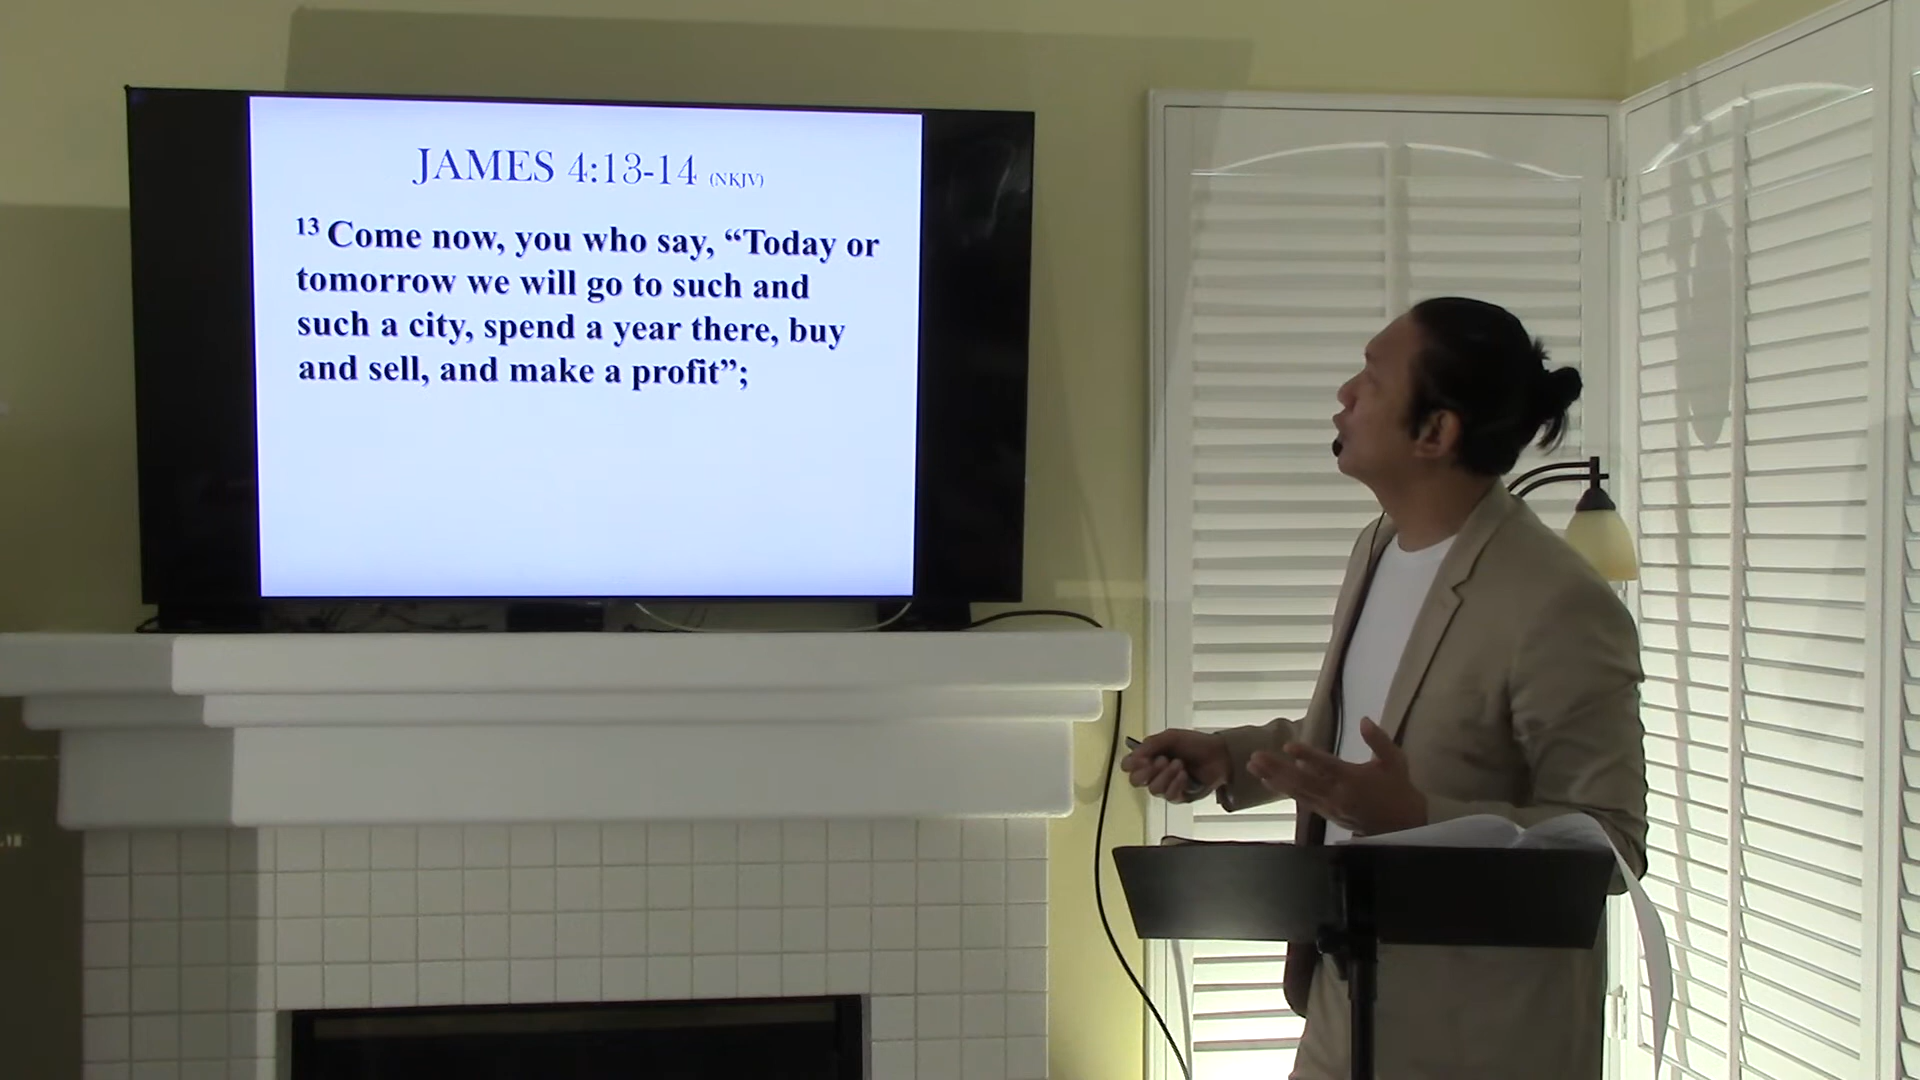 JAMES 4:13-14 (NKJV)
13 Come now, you who say, “Today or
tomorrow we will go to such and
such a city, spend a year there, buy
and sell, and make a profit”;